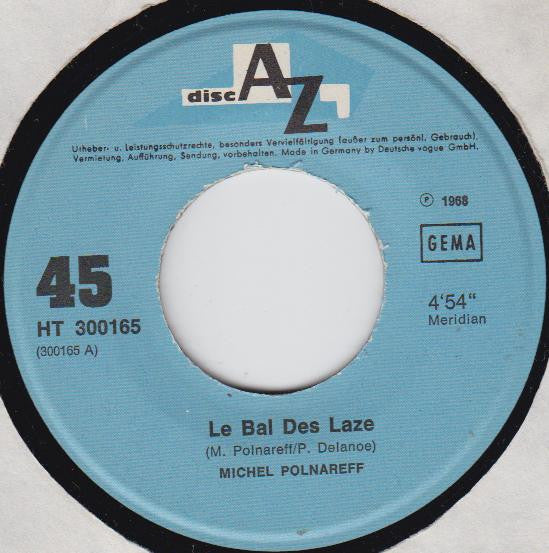 disc AZ
Urheber- u. Leistungsschutzrechte, besonders Vervielfältigung (außer zum persönl. Gebrauch),
Vermietung, Aufführung, Sendung, vorbehalten. Made in Germany by Deutsche vogue GmbH.
℗ 1968
GEMA
45
HT 300165
(300165 A)
4'54"
Meridian
Le Bal Des Laze
(M. Polnareff/P. Delanoe)
MICHEL POLNAREFF